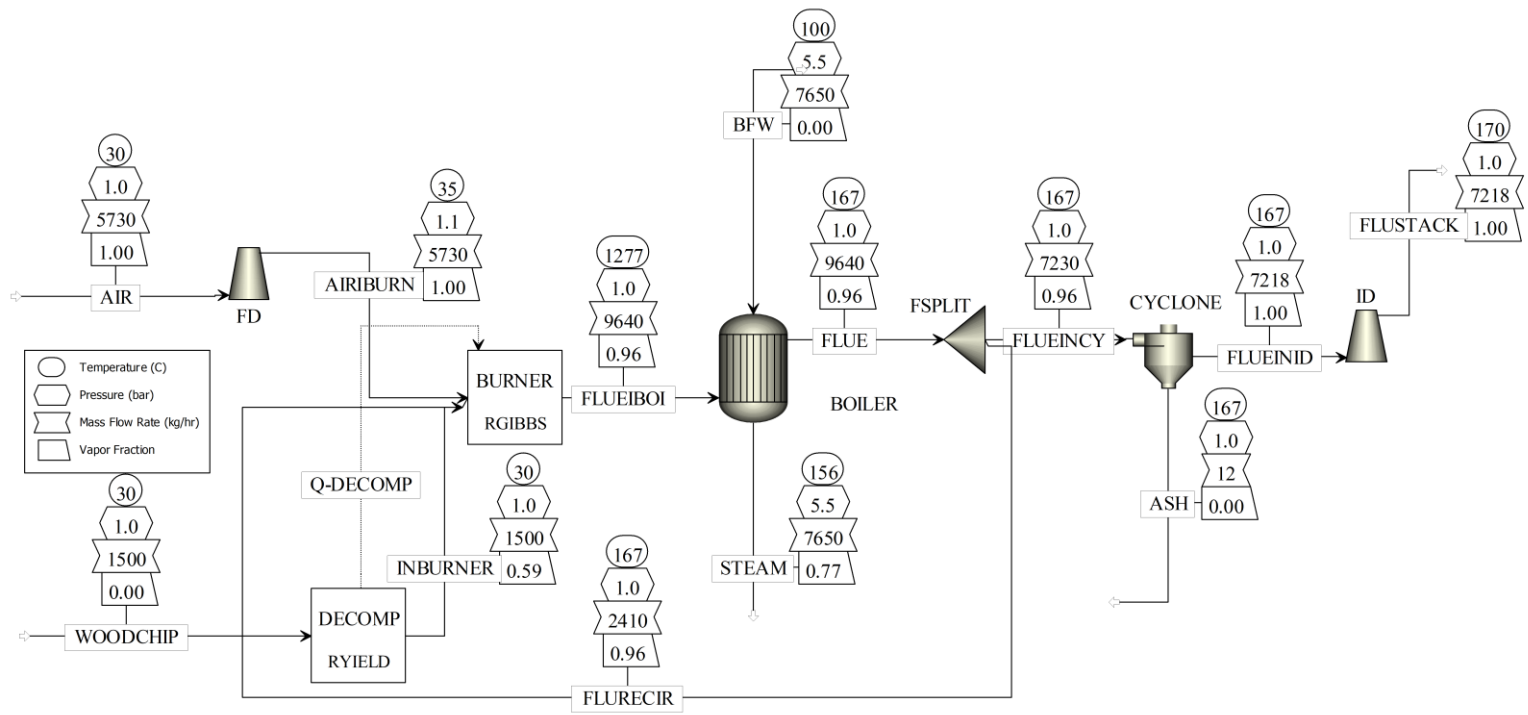 100
5.5
7650
0.00
BFW
30
1.0
5730
1.00
AIR
FD
35
1.1
5730
1.00
AIRIBURN
1277
1.0
9640
0.96
FLUEIBOI
167
1.0
9640
0.96
FLUE
FSPLIT
167
1.0
7230
0.96
FLUEINCY
CYCLONE
167
1.0
7218
1.00
FLUEINID
ID
170
1.0
7218
1.00
FLUSTACK
Temperature (C)
Pressure (bar)
Mass Flow Rate (kg/hr)
Vapor Fraction
BURNER
RGIBBS
BOILER
Q-DECOMP
30
1.0
1500
0.00
WOODCHIP
DECOMP
RYIELD
30
1.0
1500
0.59
INBURNER
167
1.0
2410
0.96
FLURECIR
156
5.5
7650
0.77
STEAM
167
1.0
12
0.00
ASH